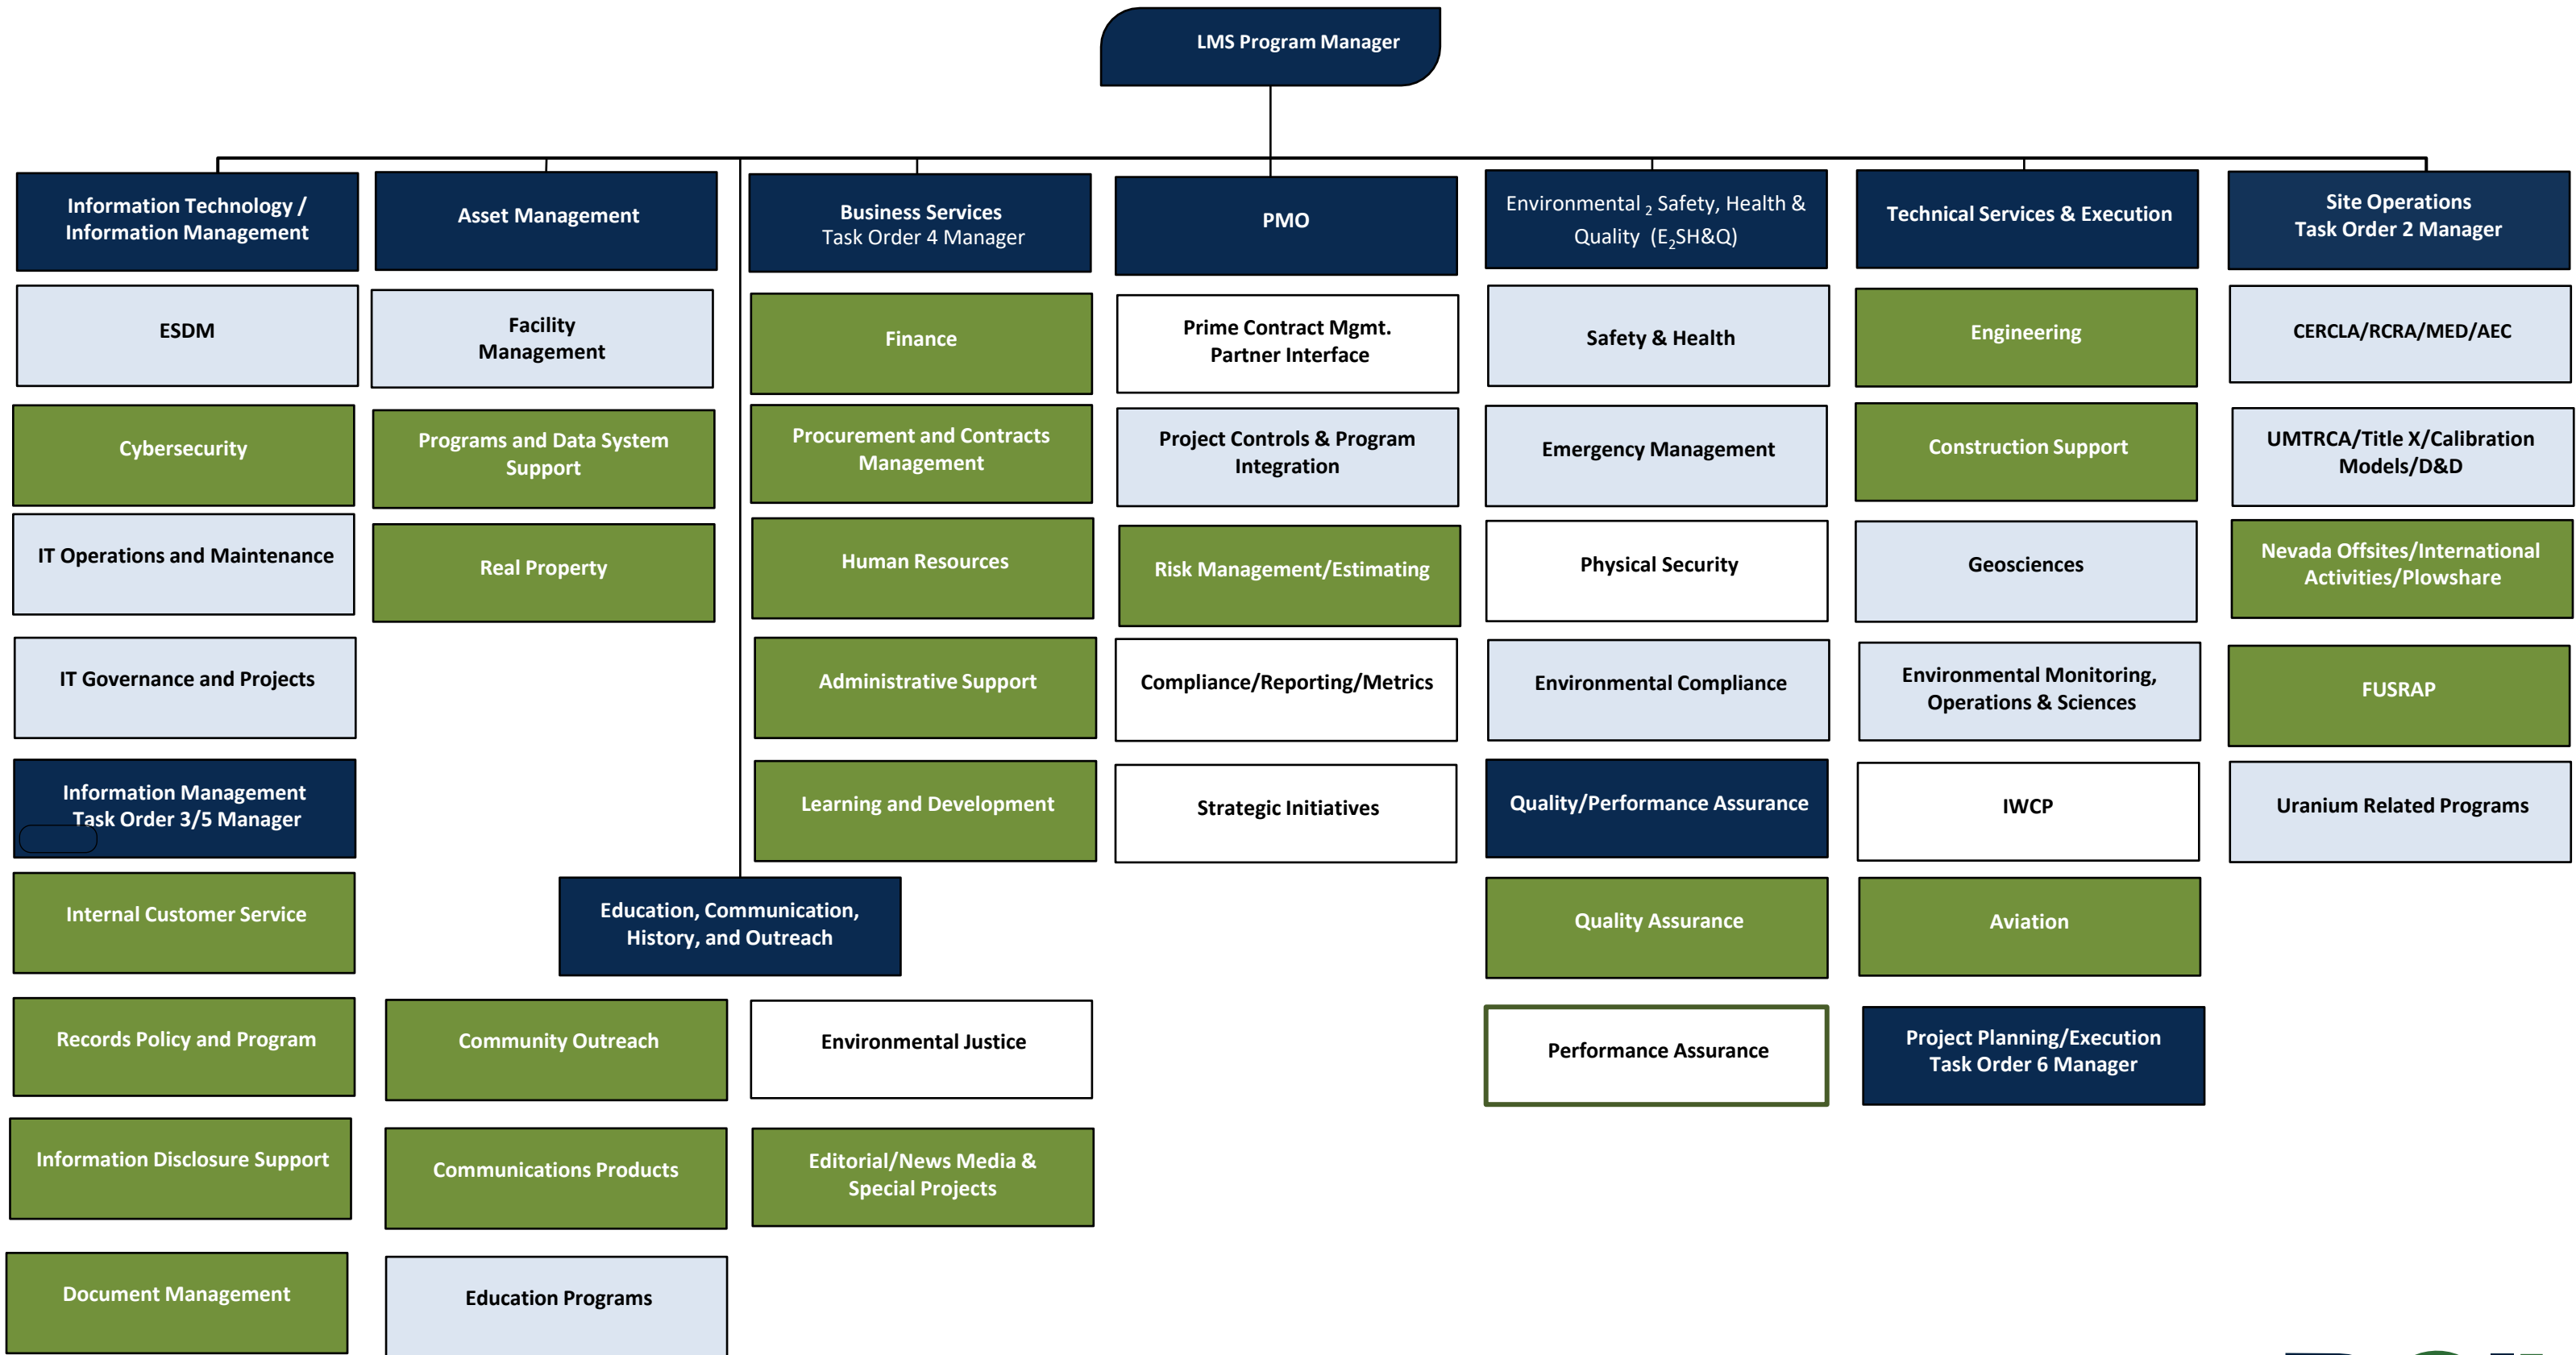 LMS Program Manager
Information Technology /
Information Management
ESDM
Cybersecurity
IT Operations and Maintenance
IT Governance and Projects
Information Management
Task Order 3/5 Manager
Internal Customer Service
Records Policy and Program
Information Disclosure Support
Document Management
Asset Management
Facility
Management
Programs and Data System
Support
Real Property
Business Services
Task Order 4 Manager
Finance
Procurement and Contracts
Management
Human Resources
Administrative Support
Learning and Development
Education, Communication,
History, and Outreach
Community Outreach
Communications Products
Education Programs
Environmental Justice
Editorial/News Media &
Special Projects
PMO
Prime Contract Mgmt.
Partner Interface
Project Controls & Program
Integration
Risk Management/Estimating
Compliance/Reporting/Metrics
Strategic Initiatives
Environmental ₂ Safety, Health &
Quality (E₂SH&Q)
Safety & Health
Emergency Management
Physical Security
Environmental Compliance
Quality/Performance Assurance
Quality Assurance
Performance Assurance
Technical Services & Execution
Engineering
Construction Support
Geosciences
Environmental Monitoring,
Operations & Sciences
IWCP
Aviation
Project Planning/Execution
Task Order 6 Manager
Site Operations
Task Order 2 Manager
CERCLA/RCRA/MED/AEC
UMTRCA/Title X/Calibration
Models/D&D
Nevada Offsites/International
Activities/Plowshare
FUSRAP
Uranium Related Programs